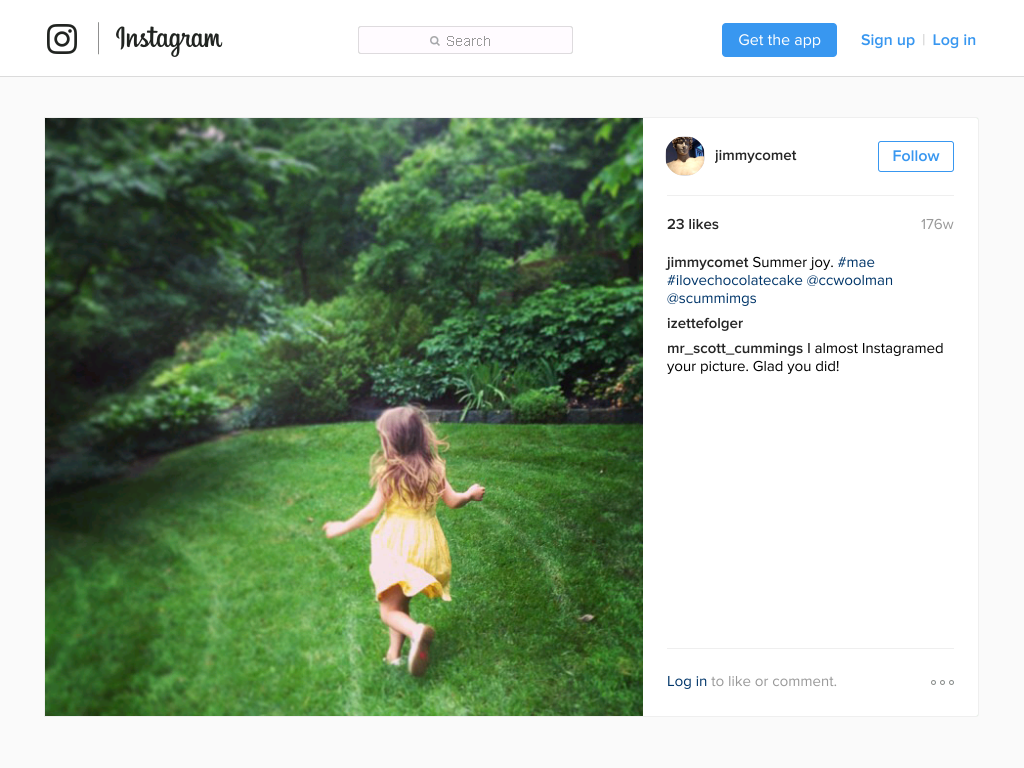 Instagram
Search
Get the app
Sign up | Log in
jimmycomet
Follow
23 likes
176w
jimmycomet Summer joy. #mae
#ilovechocolatecake @ccwoolman
@scummimgs
izettefolger
mr_scott_cummings I almost Instagramed
your picture. Glad you did!
Log in to like or comment.